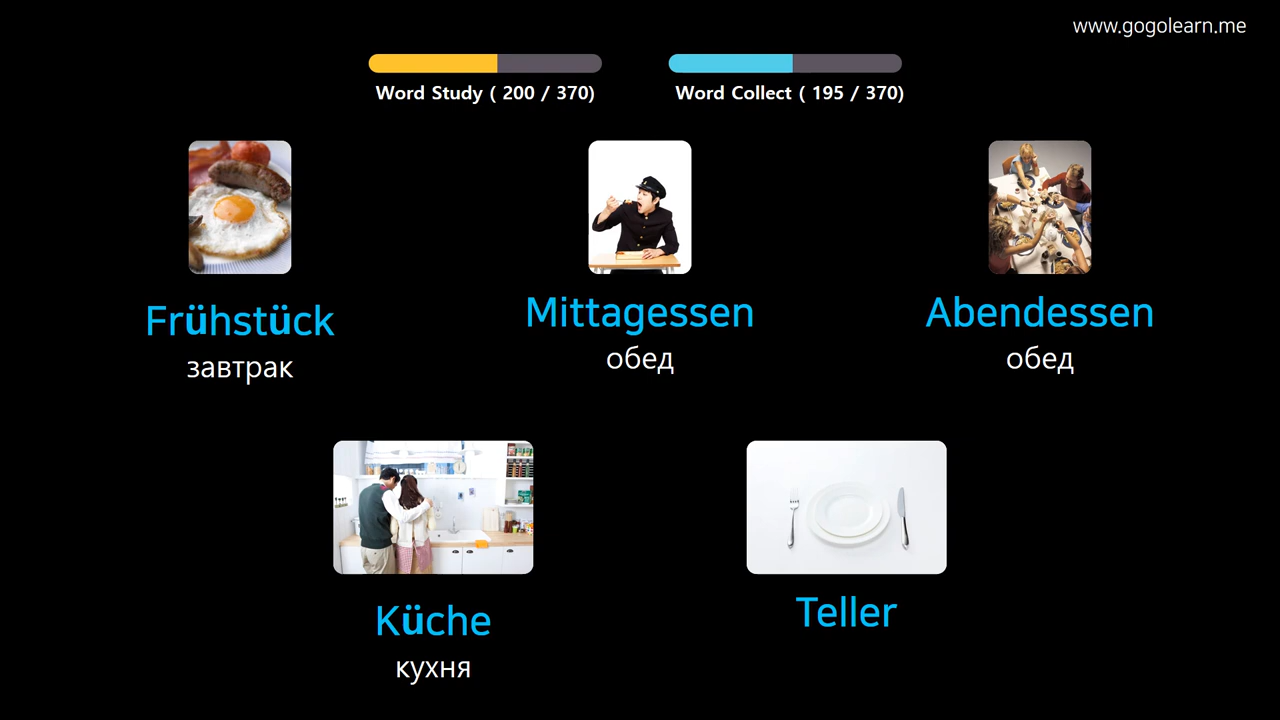 www.gogolearn.me
Word Study ( 200 / 370)
Word Collect ( 195 / 370)
Frühstück
завтрак
Mittagessen
обед
Abendessen
обед
Küche
кухня
Teller